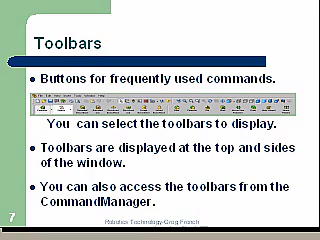 Toolbars
Buttons for frequently used commands.
You can select the toolbars to display.
Toolbars are displayed at the top and sides
of the window.
You can also access the toolbars from the
CommandManager.
7
Robotics Technology-Greg French